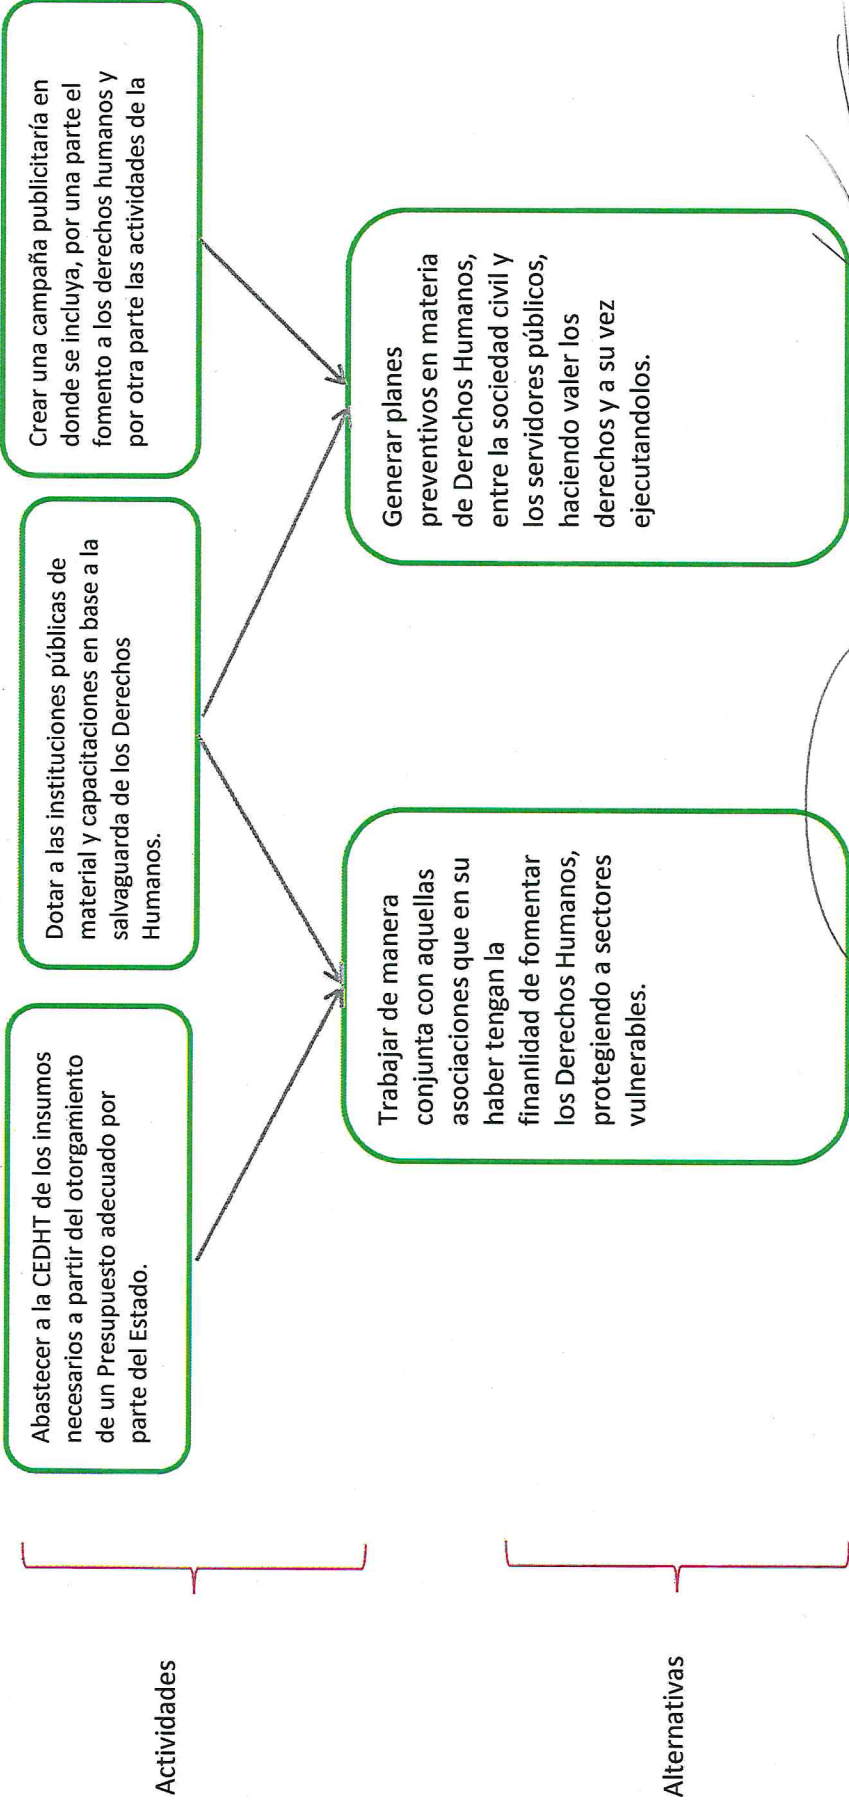 Actividades
Abastecer a la CEDHT de los insumos
necesarios a partir del otorgamiento
de un Presupuesto adecuado por
parte del Estado.
Dotar a las instituciones públicas de
material y capacitaciones en base a la
salvaguarda de los Derechos
Humanos.
Crear una campaña publicitaría en
donde se incluya, por una parte el
fomento a los derechos humanos y
por otra parte las actividades de la
Alternativas
Trabajar de manera
conjunta con aquellas
asociaciones que en su
haber tengan la
finanlidad de fomentar
los Derechos Humanos,
protegiendo a sectores
vulnerables.
Generar planes
preventivos en materia
de Derechos Humanos,
entre la sociedad civil y
los servidores públicos,
haciendo valer los
derechos y a su vez
ejecutandolos.